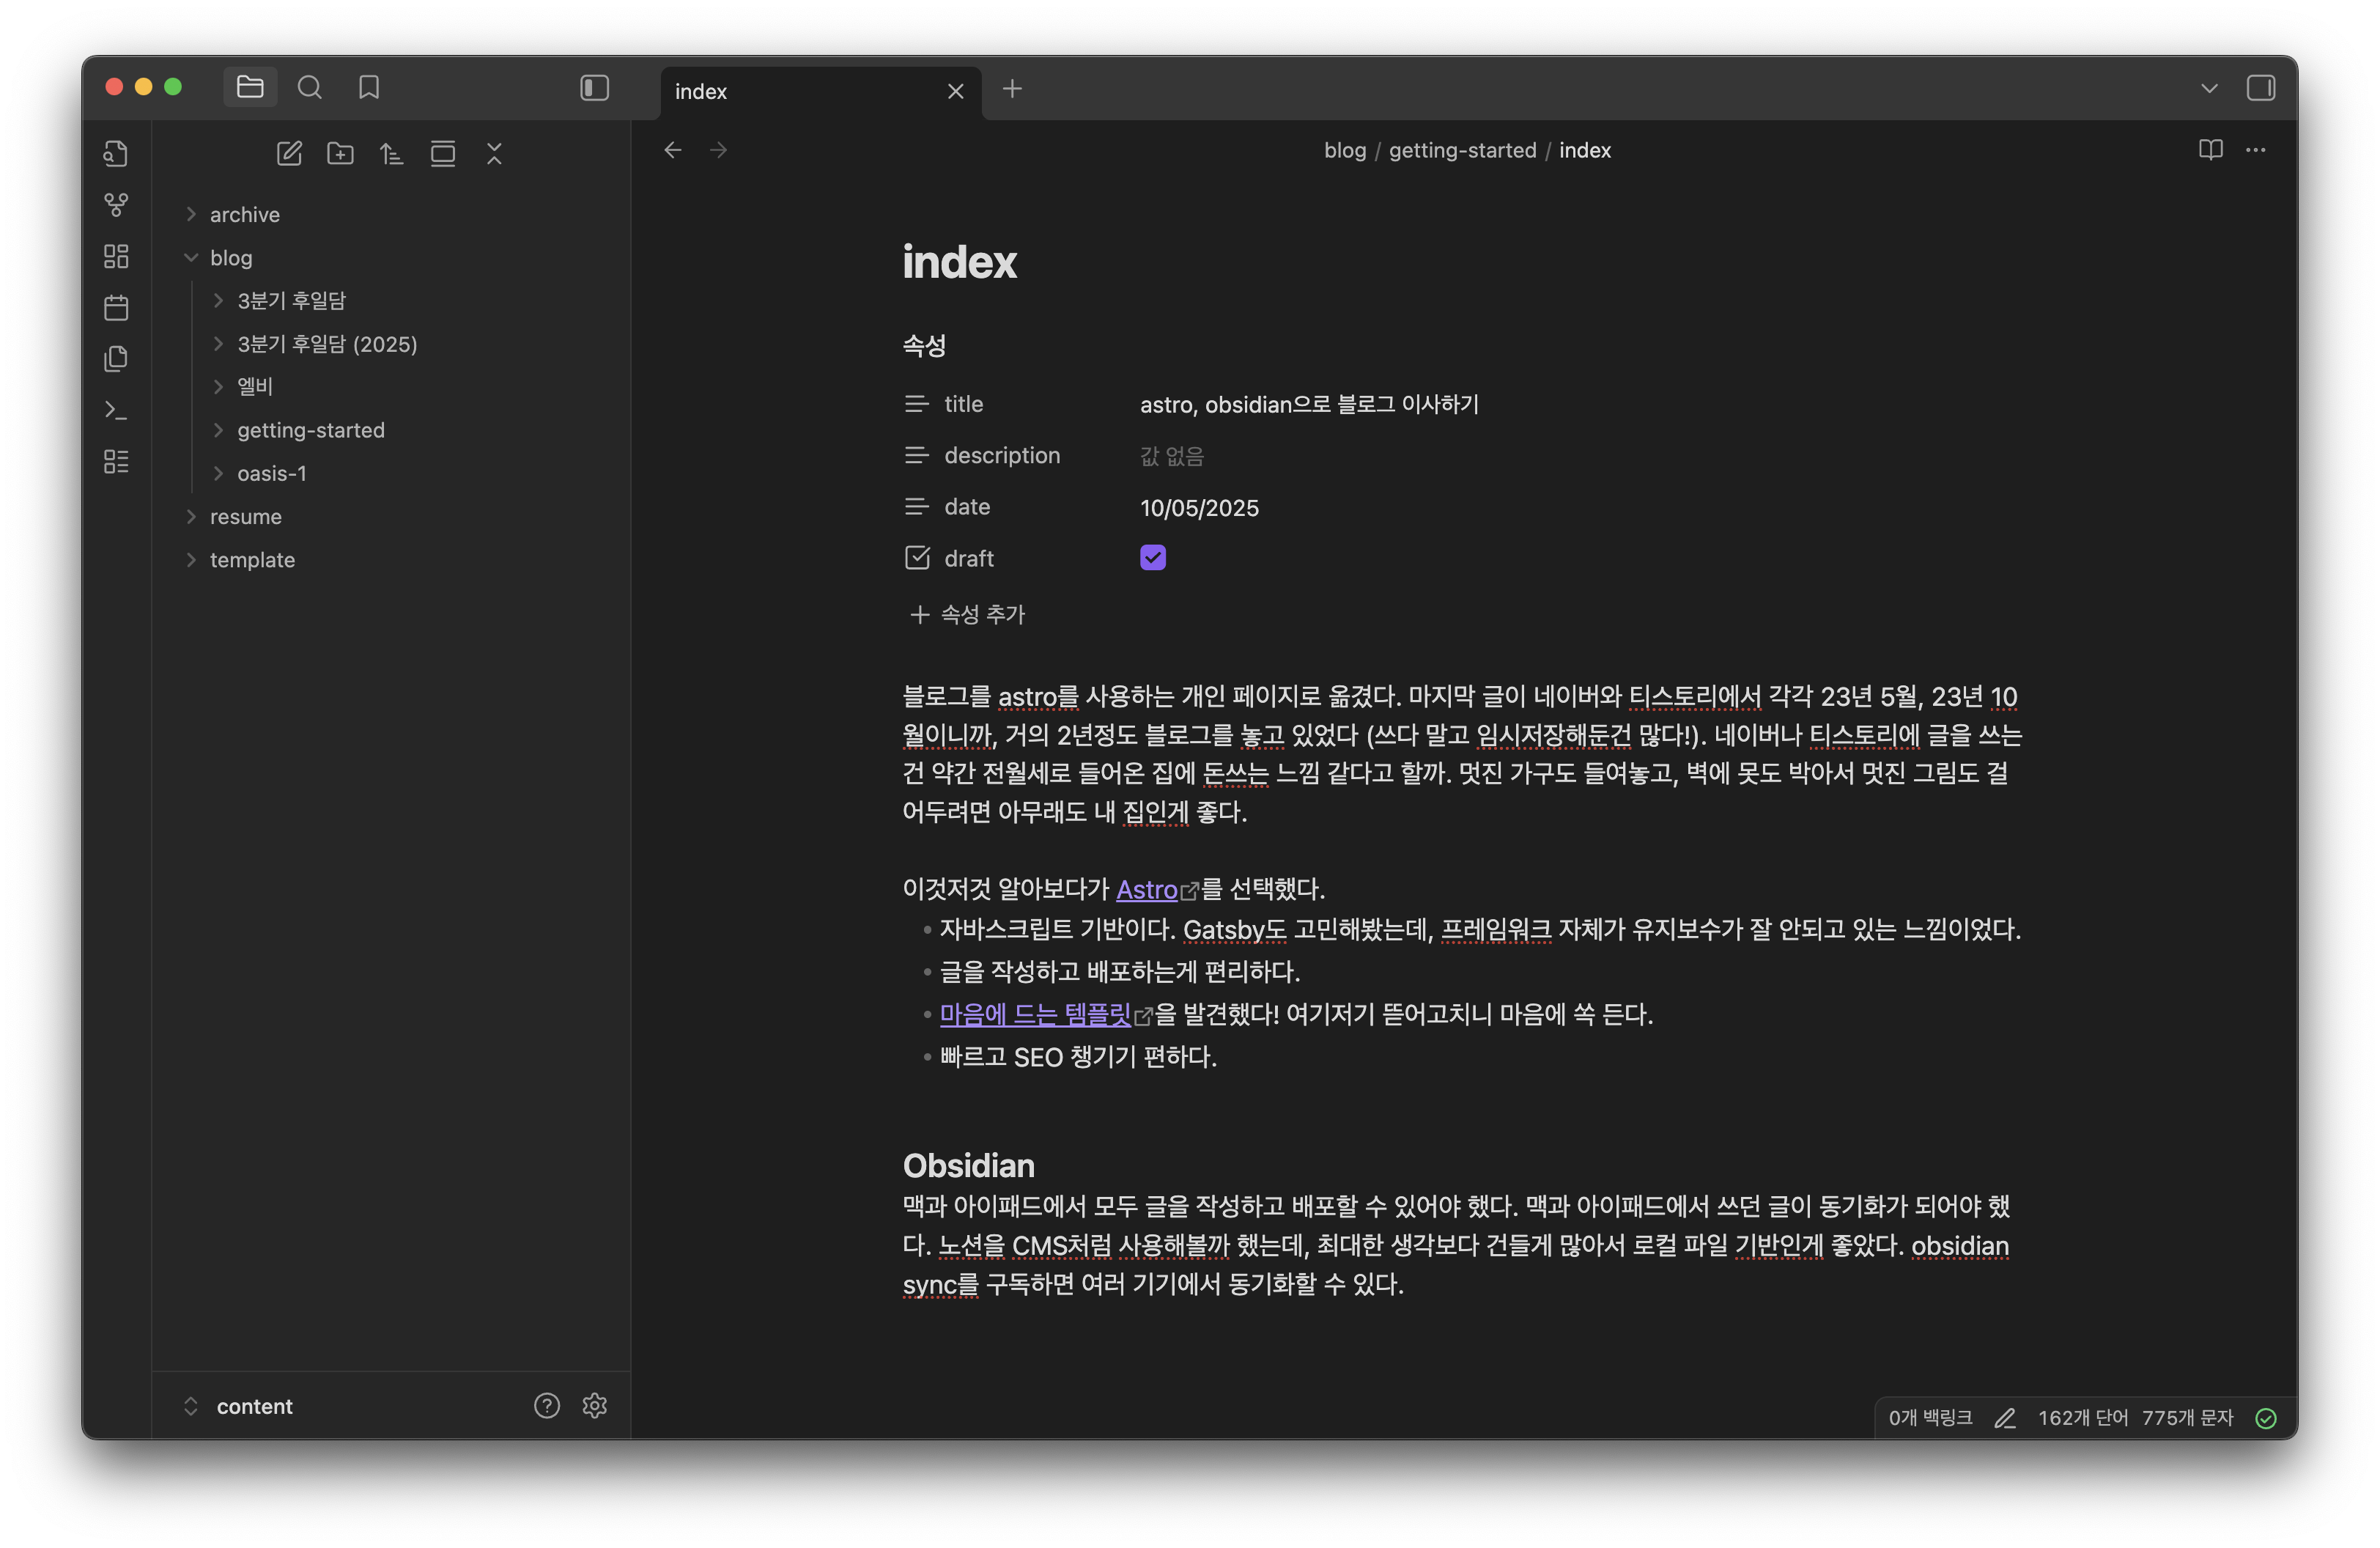 index
blog / getting-started / index
archive
blog
3분기 후일담
3분기 후일담 (2025)
엘비
getting-started
oasis-1
resume
template
content
index
속성
title astro, obsidian으로 블로그 이사하기
description 값 없음
date 10/05/2025
draft
속성 추가
블로그를 astro를 사용하는 개인 페이지로 옮겼다. 마지막 글이 네이버와 티스토리에서 각각 23년 5월, 23년 10
월이니까, 거의 2년정도 블로그를 놓고 있었다 (쓰다 말고 임시저장해둔건 많다!). 네이버나 티스토리에 글을 쓰는
건 약간 전월세로 들어온 집에 돈쓰는 느낌 같다고 할까. 멋진 가구도 들여놓고, 벽에 못도 박아서 멋진 그림도 걸
어두려면 아무래도 내 집인게 좋다.
이것저것 알아보다가 Astro를 선택했다.
• 자바스크립트 기반이다. Gatsby도 고민해봤는데, 프레임워크 자체가 유지보수가 잘 안되고 있는 느낌이었다.
• 글을 작성하고 배포하는게 편리하다.
• 마음에 드는 템플릿을 발견했다! 여기저기 뜯어고치니 마음에 쏙 든다.
• 빠르고 SEO 챙기기 편하다.
Obsidian
맥과 아이패드에서 모두 글을 작성하고 배포할 수 있어야 했다. 맥과 아이패드에서 쓰던 글이 동기화가 되어야 했
다. 노션을 CMS처럼 사용해볼까 했는데, 최대한 생각보다 건들게 많아서 로컬 파일 기반인게 좋았다. obsidian
sync를 구독하면 여러 기기에서 동기화할 수 있다.
0개 백링크 162개 단어 775개 문자